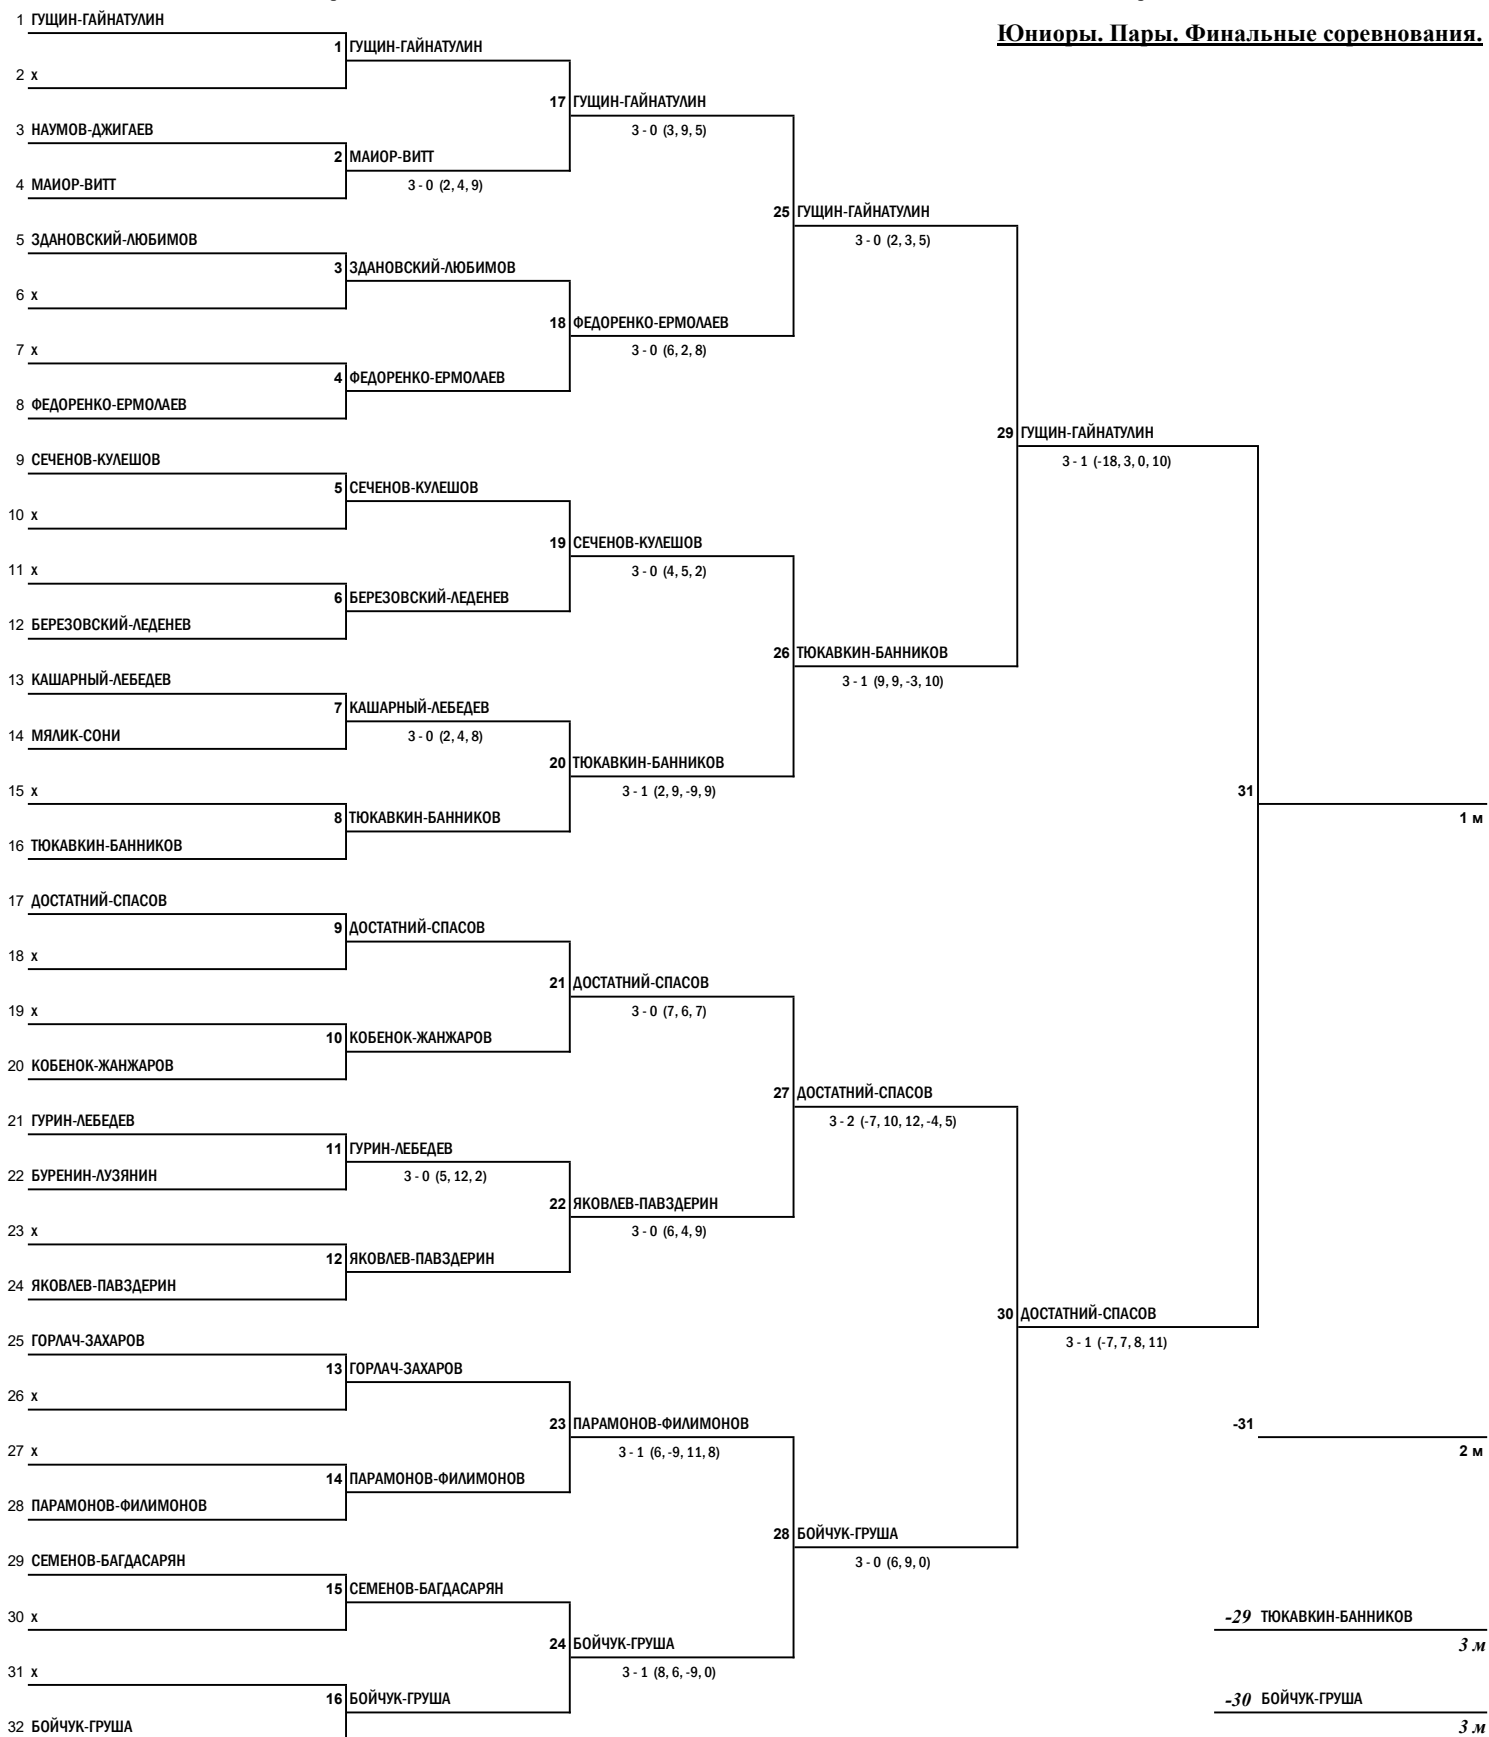 1 ГУЩИН-ГАЙНАТУЛИН
Юниоры. Пары. Финальные соревнования.
1 ГУЩИН-ГАЙНАТУЛИН
2 х
17 ГУЩИН-ГАЙНАТУЛИН
3 НАУМОВ-ДЖИГАЕВ
3 - 0 (3, 9, 5)
2 МАИОР-ВИТТ
4 МАИОР-ВИТТ
3 - 0 (2, 4, 9)
25 ГУЩИН-ГАЙНАТУЛИН
5 ЗДАНОВСКИЙ-ЛЮБИМОВ
3 - 0 (2, 3, 5)
3 ЗДАНОВСКИЙ-ЛЮБИМОВ
6 х
18 ФЕДОРЕНКО-ЕРМОЛАЕВ
7 х
3 - 0 (6, 2, 8)
4 ФЕДОРЕНКО-ЕРМОЛАЕВ
8 ФЕДОРЕНКО-ЕРМОЛАЕВ
29 ГУЩИН-ГАЙНАТУЛИН
9 СЕЧЕНОВ-КУЛЕШОВ
3 - 1 (-18, 3, 0, 10)
5 СЕЧЕНОВ-КУЛЕШОВ
10 х
19 СЕЧЕНОВ-КУЛЕШОВ
11 х
3 - 0 (4, 5, 2)
6 БЕРЕЗОВСКИЙ-ЛЕДЕНЕВ
12 БЕРЕЗОВСКИЙ-ЛЕДЕНЕВ
26 ТЮКАВКИН-БАННИКОВ
13 КАШАРНЫЙ-ЛЕБЕДЕВ
3 - 1 (9, 9, -3, 10)
7 КАШАРНЫЙ-ЛЕБЕДЕВ
14 МЯЛИК-СОНИ
3 - 0 (2, 4, 8)
20 ТЮКАВКИН-БАННИКОВ
15 х
3 - 1 (2, 9, -9, 9)
31
8 ТЮКАВКИН-БАННИКОВ
1 м
16 ТЮКАВКИН-БАННИКОВ
17 ДОСТАТНИЙ-СПАСОВ
9 ДОСТАТНИЙ-СПАСОВ
18 х
21 ДОСТАТНИЙ-СПАСОВ
19 х
3 - 0 (7, 6, 7)
10 КОБЕНОК-ЖАНЖАРОВ
20 КОБЕНОК-ЖАНЖАРОВ
27 ДОСТАТНИЙ-СПАСОВ
21 ГУРИН-ЛЕБЕДЕВ
3 - 2 (-7, 10, 12, -4, 5)
11 ГУРИН-ЛЕБЕДЕВ
22 БУРЕНИН-ЛУЗЯНИН
3 - 0 (5, 12, 2)
22 ЯКОВЛЕВ-ПАВЗДЕРИН
23 х
3 - 0 (6, 4, 9)
12 ЯКОВЛЕВ-ПАВЗДЕРИН
24 ЯКОВЛЕВ-ПАВЗДЕРИН
30 ДОСТАТНИЙ-СПАСОВ
25 ГОРЛАЧ-ЗАХАРОВ
3 - 1 (-7, 7, 8, 11)
13 ГОРЛАЧ-ЗАХАРОВ
26 х
23 ПАРАМОНОВ-ФИЛИМОНОВ
-31
27 х
3 - 1 (6, -9, 11, 8)
2 м
14 ПАРАМОНОВ-ФИЛИМОНОВ
28 ПАРАМОНОВ-ФИЛИМОНОВ
28 БОЙЧУК-ГРУША
29 СЕМЕНОВ-БАГДАСАРЯН
3 - 0 (6, 9, 0)
15 СЕМЕНОВ-БАГДАСАРЯН
30 х
-29 ТЮКАВКИН-БАННИКОВ
24 БОЙЧУК-ГРУША
3 м
31 х
3 - 1 (8, 6, -9, 0)
16 БОЙЧУК-ГРУША
-30 БОЙЧУК-ГРУША
32 БОЙЧУК-ГРУША
3 м